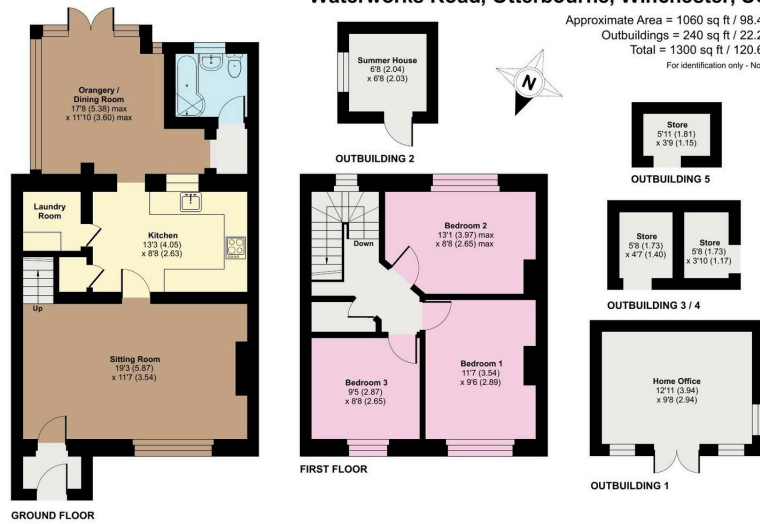 Waterworks Road, Otterbourne, Winchester,
Approximate Area = 1060 sq ft / 98.4
Outbuildings = 240 sq ft / 22.2
Total = 1300 sq ft / 120.6
For identification only - No
Orangery /
Dining Room
17'8 (5.38) max
x 11'10 (3.60) max
Summer House
6'8 (2.04)
x 6'8 (2.03)
OUTBUILDING 2
N
Store
5'11 (1.81)
x 3'9 (1.15)
OUTBUILDING 5
Laundry
Room
Kitchen
13'3 (4.05)
x 8'8 (2.63)
Up
Sitting Room
19'3 (5.87)
x 11'7 (3.54)
GROUND FLOOR
Down
Bedroom 2
13'1 (3.97) max
x 8'8 (2.65) max
Bedroom 3
9'5 (2.87)
x 8'8 (2.65)
Bedroom 1
11'7 (3.54)
x 9'6 (2.89)
FIRST FLOOR
Store
5'8 (1.73)
x 4'7 (1.40)
Store
5'8 (1.73)
x 3'10 (1.17)
OUTBUILDING 3 / 4
Home Office
12'11 (3.94)
x 9'8 (2.94)
OUTBUILDING 1